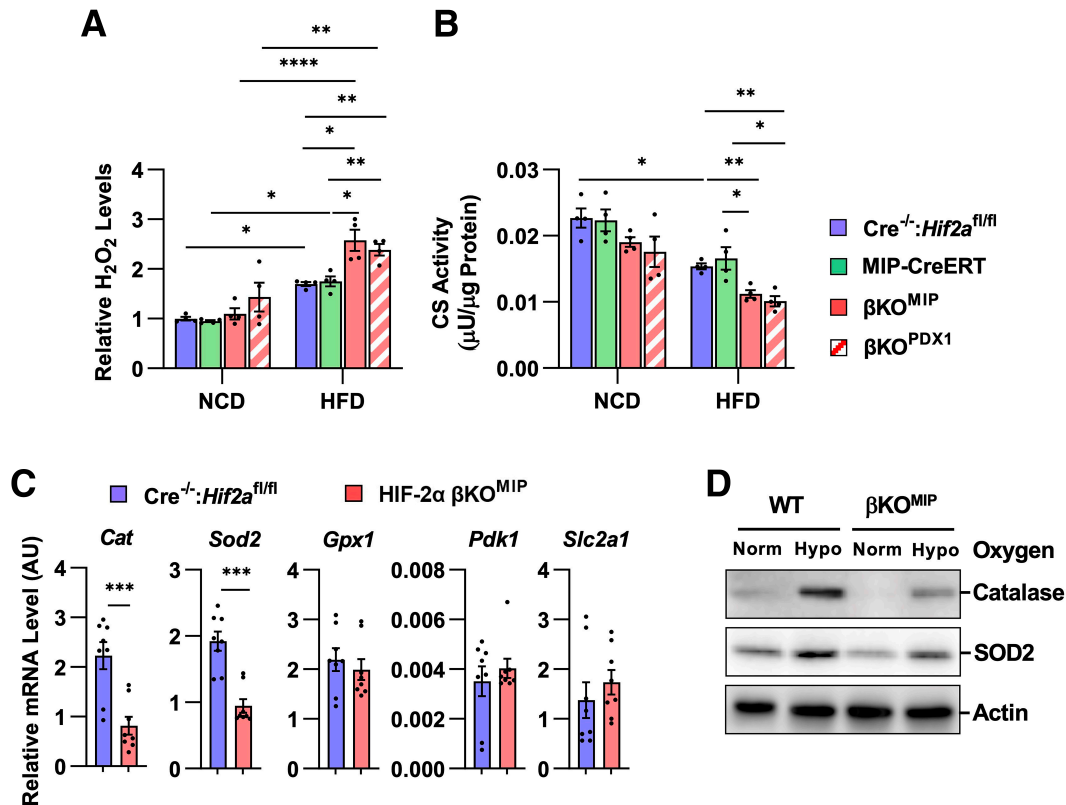 A
B
**
****
**
*
**
*
*
*
Relative H₂O₂ Levels
4
3
2
1
0
NCD
HFD
**
*
*
**
*
CS Activity
(μU/μg Protein)
0.03
0.02
0.01
0.00
NCD
HFD
Cre⁻/⁻:Hif2aᶠˡ/ᶠˡ
MIP-CreERT
βKOᴹᴵᴾ
βKOᴾᴰˣ¹
C
Cre⁻/⁻:Hif2aᶠˡ/ᶠˡ
HIF-2α βKOᴹᴵᴾ
Relative mRNA Level (AU)
Cat
***
4
3
2
1
0
Sod2
***
3
2
1
0
Gpx1
4
3
2
1
0
Pdk1
0.008
0.006
0.004
0.002
0.000
Slc2a1
4
3
2
1
0
D
WT βKOᴹᴵᴾ
Norm Hypo Norm Hypo Oxygen
Catalase
SOD2
Actin